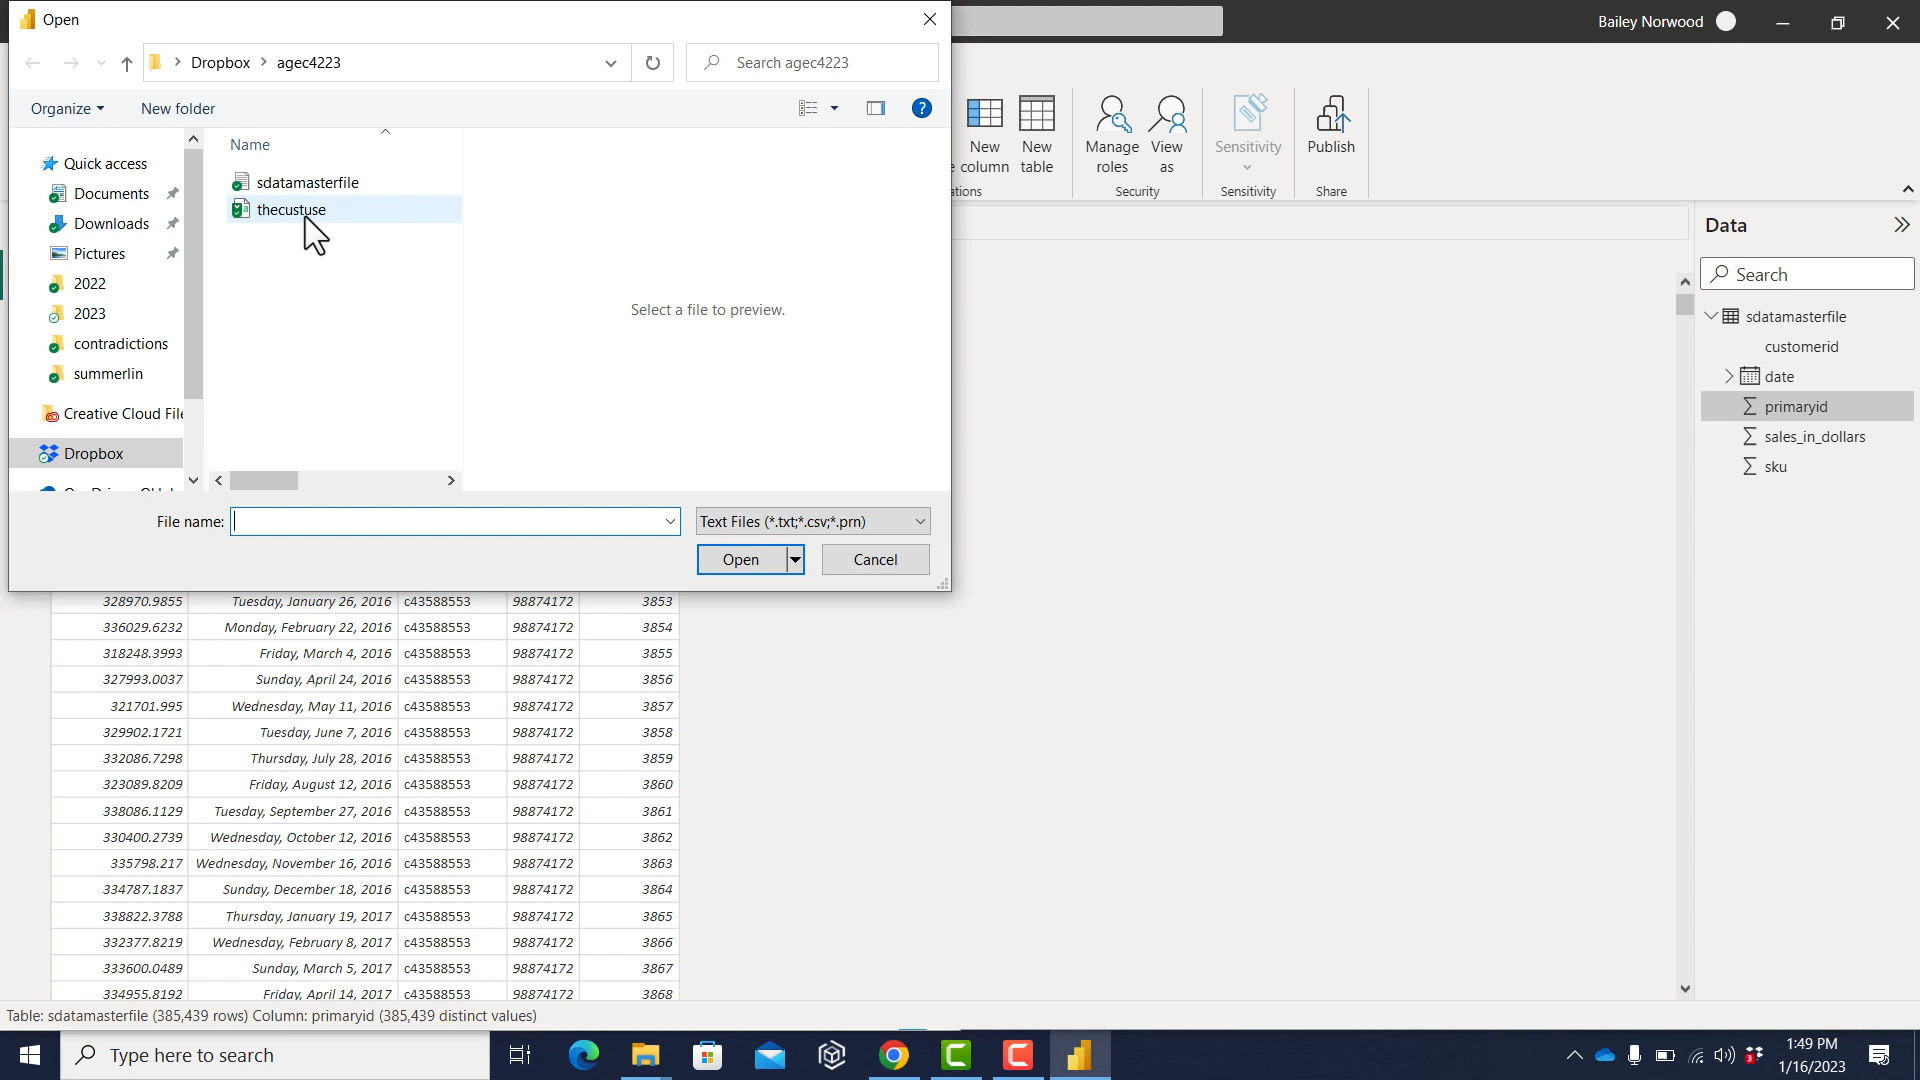 Open
Bailey Norwood
Dropbox > agec4223
Search agec4223
Organize
New folder
Name
Quick access
Documents
Downloads
Pictures
2022
2023
contradictions
summerlin
Creative Cloud File
Dropbox
sdatamasterfile
thecustuse
Select a file to preview.
File name:
Text Files (*.txt;*.csv;*.prn)
Open
Cancel
New column
New table
Manage roles
View as
Sensitivity
Publish
Security
Sensitivity
Share
Data
Search
sdatamasterfile
customerid
date
primaryid
sales_in_dollars
sku
328970.9855 Tuesday, January 26, 2016 c43588553 98874172 3853
336029.6232 Monday, February 22, 2016 c43588553 98874172 3854
318248.3993 Friday, March 4, 2016 c43588553 98874172 3855
327993.0037 Sunday, April 24, 2016 c43588553 98874172 3856
321701.995 Wednesday, May 11, 2016 c43588553 98874172 3857
329902.1721 Tuesday, June 7, 2016 c43588553 98874172 3858
332086.7298 Thursday, July 28, 2016 c43588553 98874172 3859
323089.8209 Friday, August 12, 2016 c43588553 98874172 3860
338086.1129 Tuesday, September 27, 2016 c43588553 98874172 3861
330400.2739 Wednesday, October 12, 2016 c43588553 98874172 3862
335798.217 Wednesday, November 16, 2016 c43588553 98874172 3863
334787.1837 Sunday, December 18, 2016 c43588553 98874172 3864
338822.3788 Thursday, January 19, 2017 c43588553 98874172 3865
332377.8219 Wednesday, February 8, 2017 c43588553 98874172 3866
333600.0489 Sunday, March 5, 2017 c43588553 98874172 3867
334955.8192 Friday, April 14, 2017 c43588553 98874172 3868
Table: sdatamasterfile (385,439 rows) Column: primaryid (385,439 distinct values)
Type here to search
1:49 PM
1/16/2023